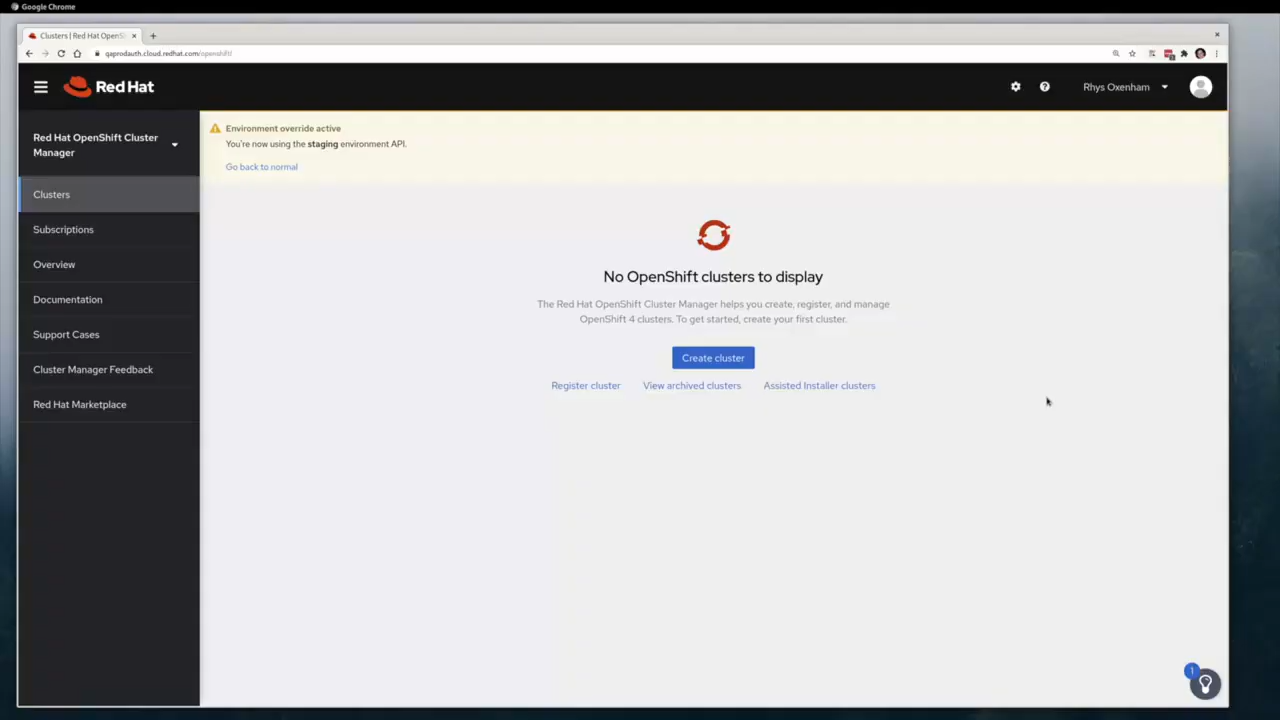 Google Chrome
Clusters | Red Hat OpenSh
qaprodauth.cloud.redhat.com/openshift/
Red Hat
Rhys Oxenham
Red Hat OpenShift Cluster
Manager
Clusters
Subscriptions
Overview
Documentation
Support Cases
Cluster Manager Feedback
Red Hat Marketplace
Environment override active
You're now using the staging environment API.
Go back to normal
No OpenShift clusters to display
The Red Hat OpenShift Cluster Manager helps you create, register, and manage
OpenShift 4 clusters. To get started, create your first cluster.
Create cluster
Register cluster View archived clusters Assisted Installer clusters
1